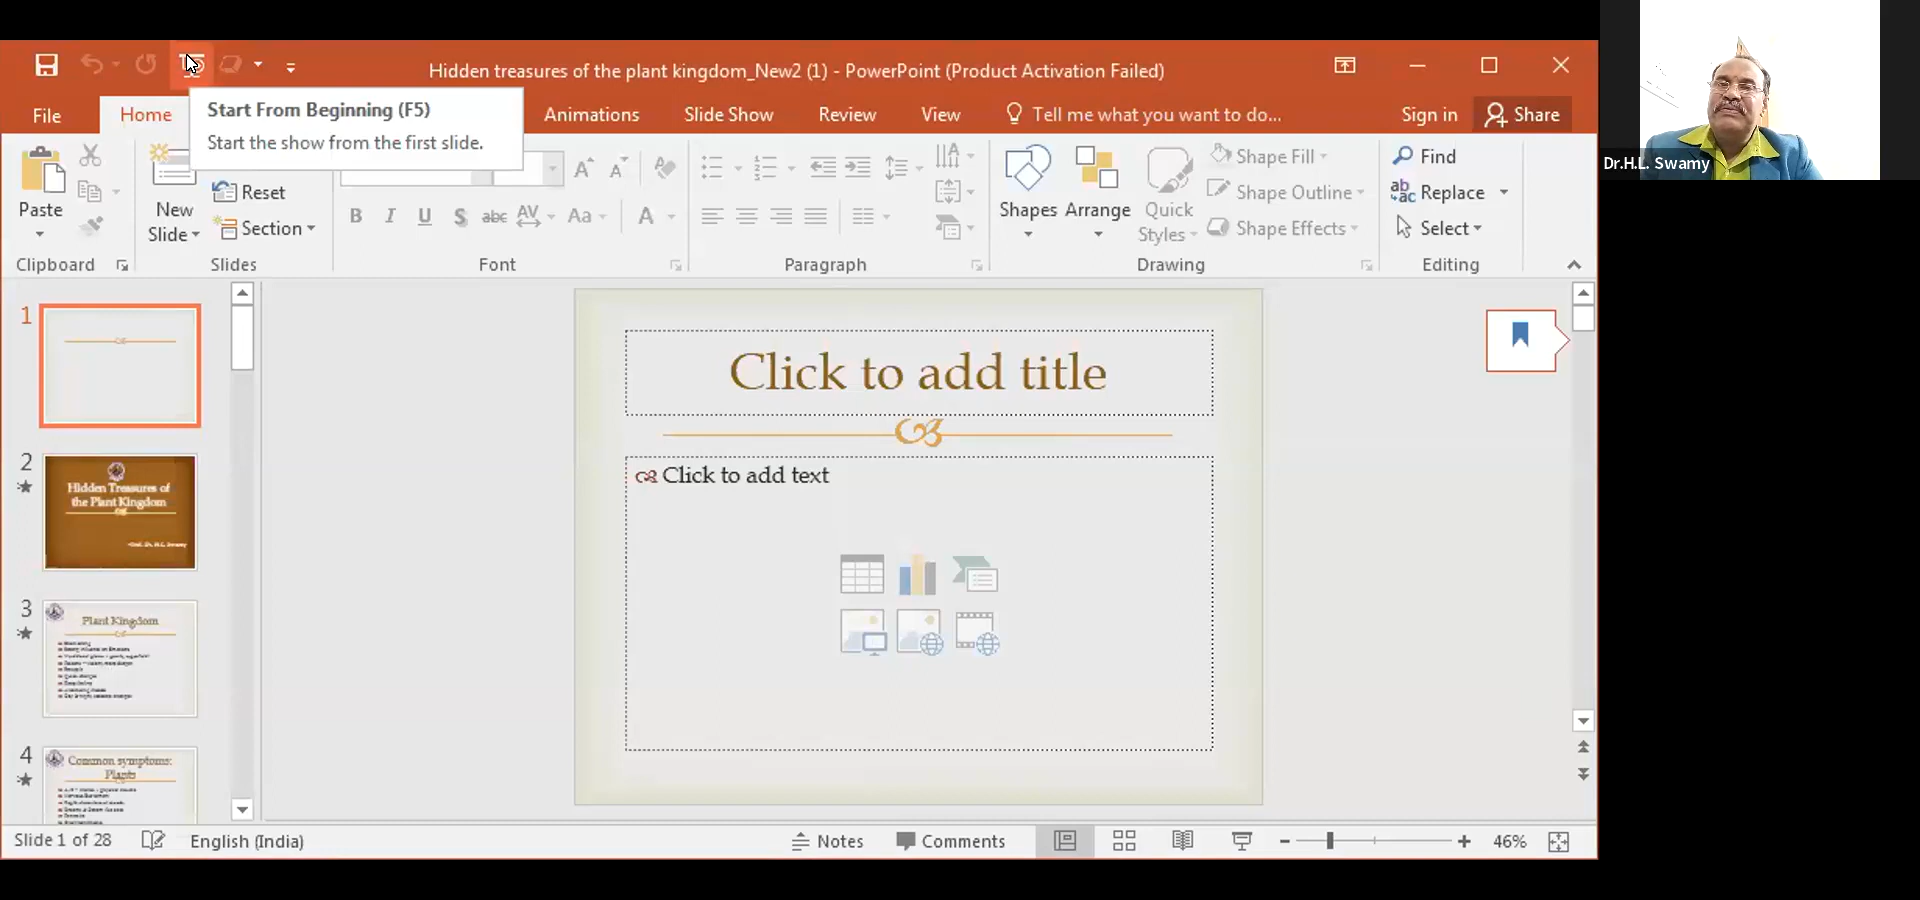 Hidden treasures of the plant kingdom_New2 (1) - PowerPoint (Product Activation Failed)
File
Home
Animations
Slide Show
Review
View
Tell me what you want to do...
Sign in
Share
Start From Beginning (F5)
Start the show from the first slide.
Paste
New
Slide
Reset
Section
B I U S abc AV Aa A
Shapes
Arrange
Quick
Styles
Shape Fill
Shape Outline
Shape Effects
Find
Replace
Select
Clipboard
Slides
Font
Paragraph
Drawing
Editing
Dr.H.L. Swamy
1
2
Hidden Treasures of
the Plant Kingdom
3
Plant Kingdom
4
Common symptoms:
Plants
Click to add title
Click to add text
Slide 1 of 28
English (India)
Notes
Comments
46%